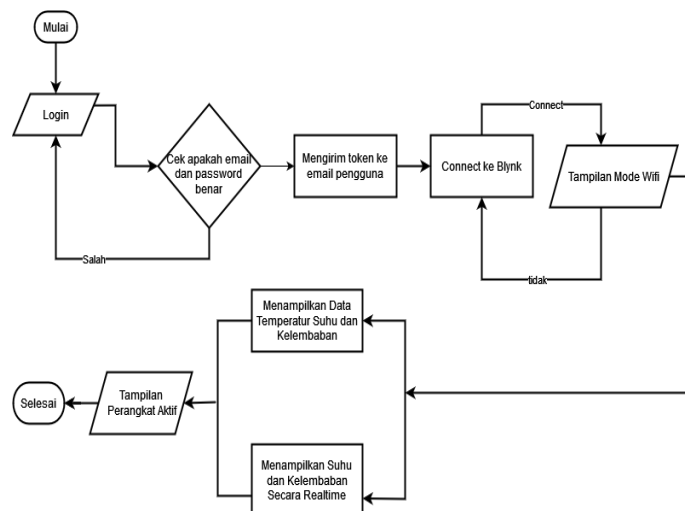 Mulai
Login
Cek apakah email
dan password
benar
Salah
Mengirim token ke
email pengguna
Connect ke Blynk
Connect
Tampilan Mode Wifi
tidak
Menampilkan Data
Temperatur Suhu dan
Kelembaban
Menampilkan Suhu
dan Kelembaban
Secara Realtime
Tampilan
Perangkat Aktif
Selesai